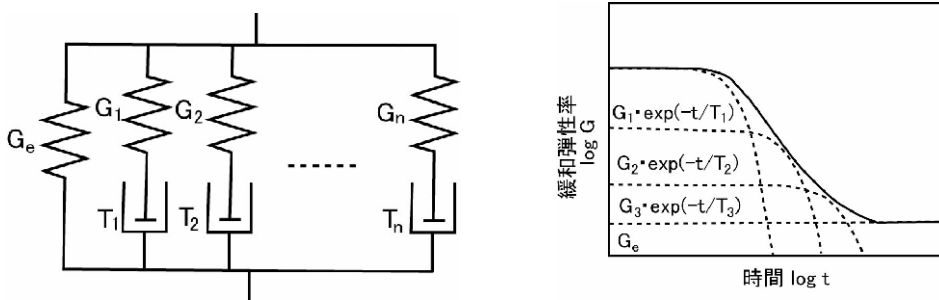 Ge
G1
G2
Gn
T1
T2
Tn
緩和弾性率
log G
G1・exp(-t/T1)
G2・exp(-t/T2)
G3・exp(-t/T3)
Ge
時間 log t